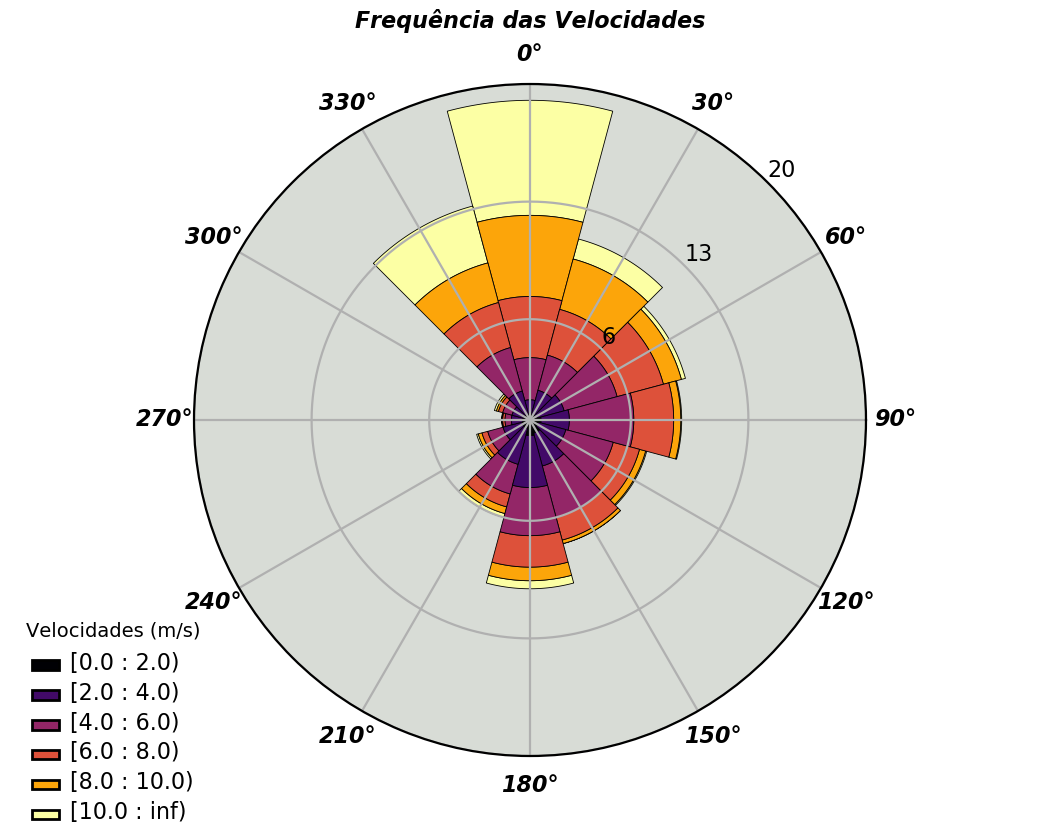 Frequência das Velocidades
0°
330°
30°
20
300°
60°
13
6
270°
90°
240°
120°
210°
150°
180°
Velocidades (m/s)
[0.0 : 2.0)
[2.0 : 4.0)
[4.0 : 6.0)
[6.0 : 8.0)
[8.0 : 10.0)
[10.0 : inf)